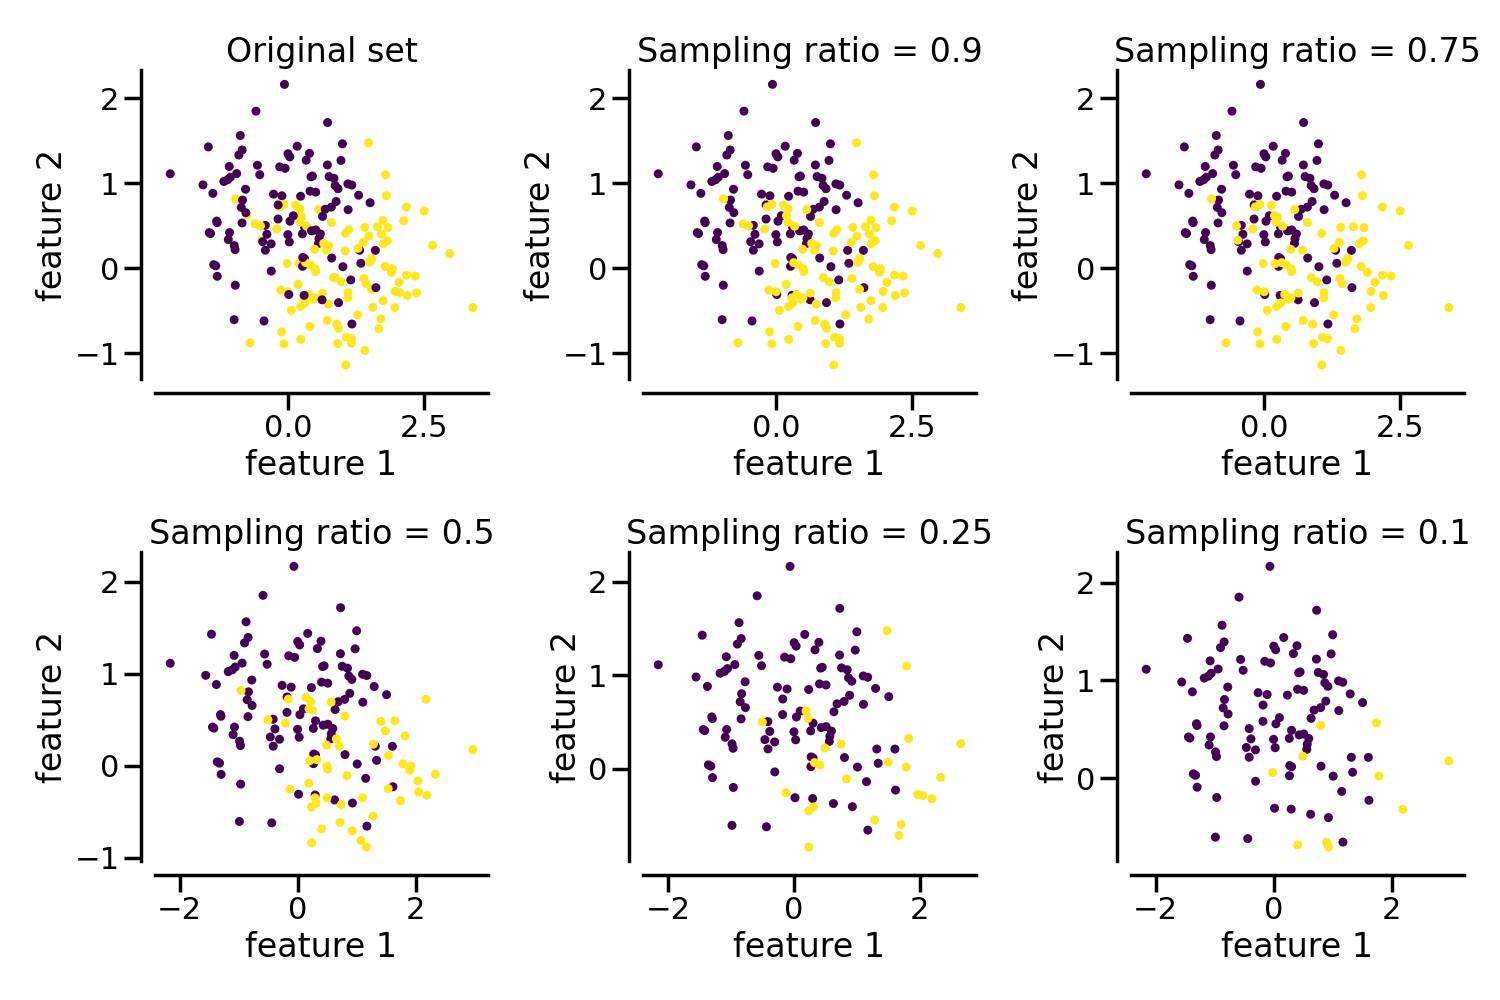 Original set
Sampling ratio = 0.9
Sampling ratio = 0.75
feature 2
2
1
0
−1
0.0
2.5
feature 1
feature 2
2
1
0
−1
0.0
2.5
feature 1
feature 2
2
1
0
−1
0.0
2.5
feature 1
Sampling ratio = 0.5
Sampling ratio = 0.25
Sampling ratio = 0.1
feature 2
2
1
0
−1
−2
0
2
feature 1
feature 2
2
1
0
−2
0
2
feature 1
feature 2
2
1
0
−2
0
2
feature 1